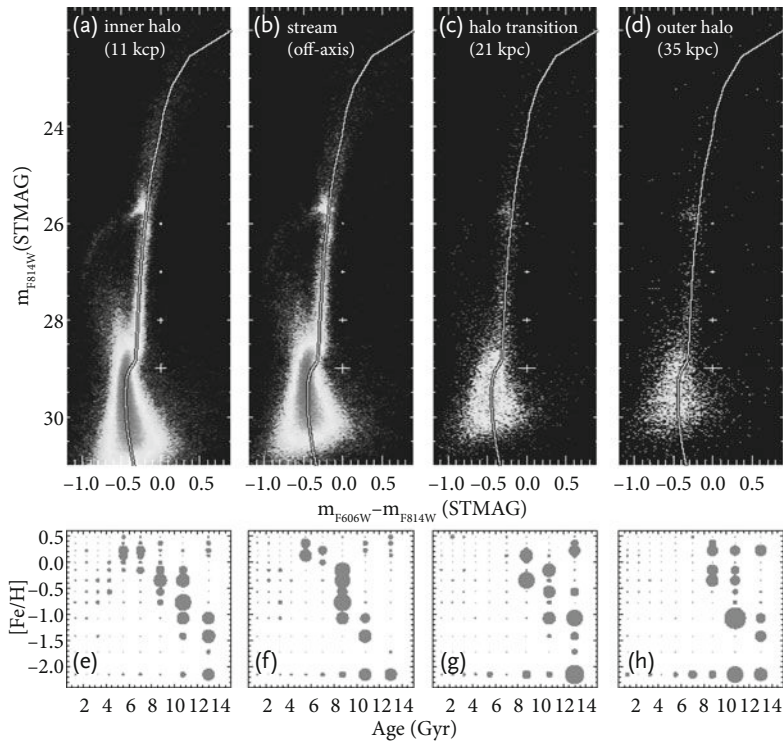 (a) inner halo
(11 kcp)
(b) stream
(off-axis)
(c) halo transition
(21 kpc)
(d) outer halo
(35 kpc)
24
26
28
30
m_F814W (STMAG)
−1.0 −0.5 0.0 0.5
−1.0 −0.5 0.0 0.5
−1.0 −0.5 0.0 0.5
−1.0 −0.5 0.0 0.5
m_F606W−m_F814W (STMAG)
0.5
0.0
−0.5
−1.0
−1.5
−2.0
[Fe/H]
(e)
(f)
(g)
(h)
2 4 6 8 10 12 14
2 4 6 8 10 12 14
2 4 6 8 10 12 14
2 4 6 8 10 12 14
Age (Gyr)